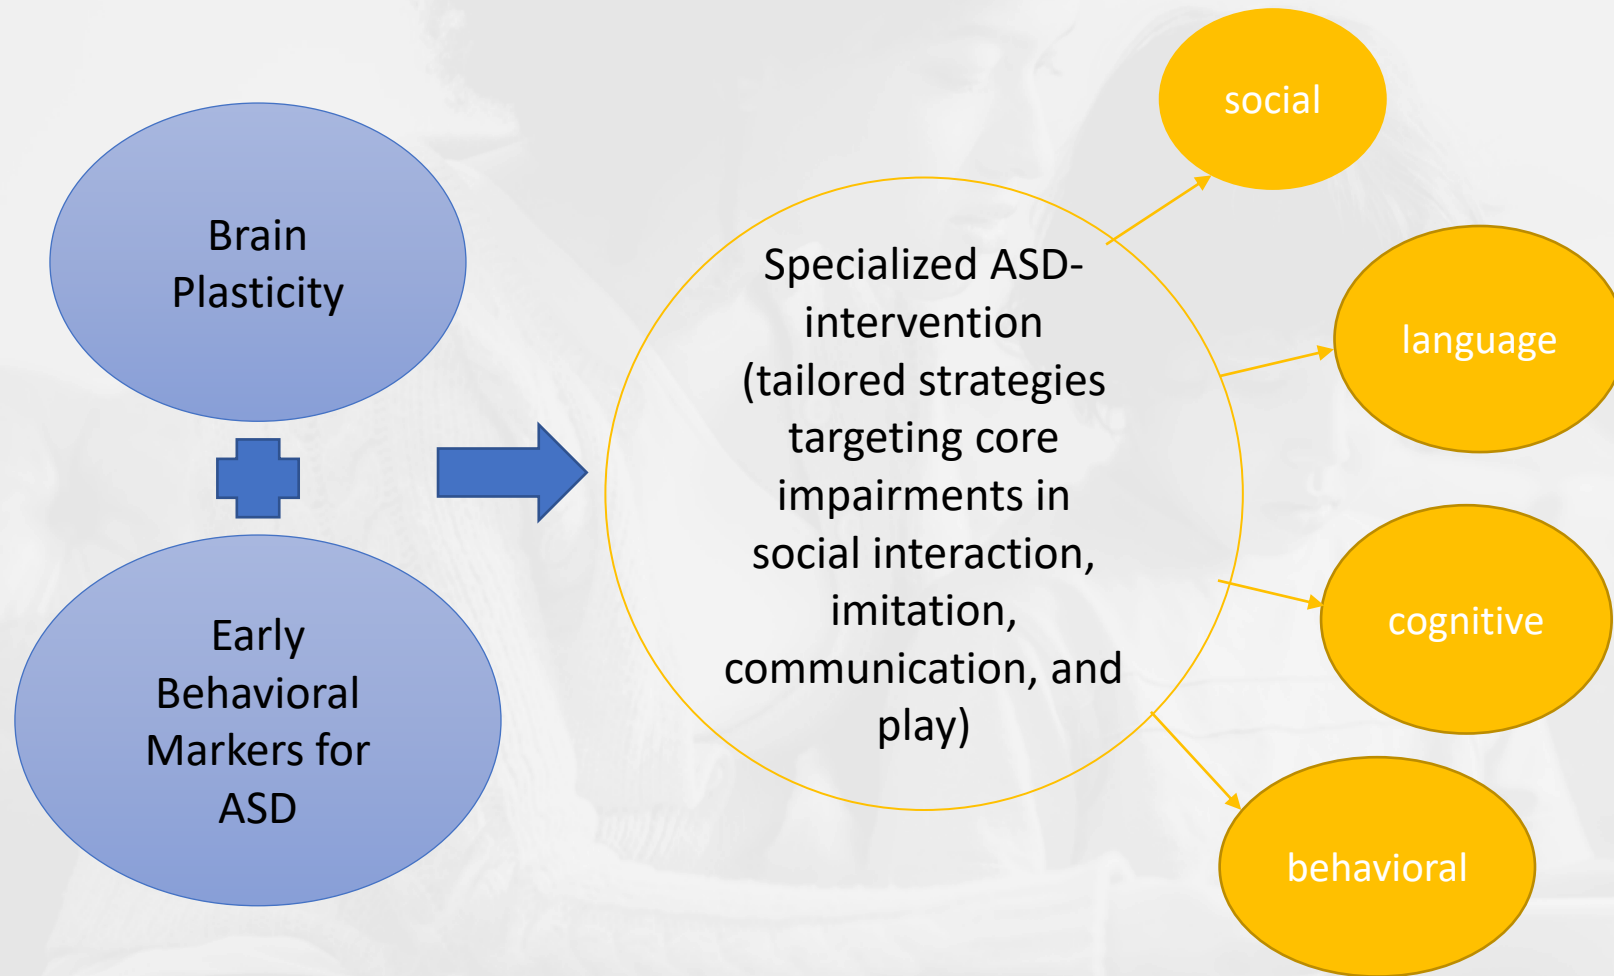 Brain
Plasticity
Early
Behavioral
Markers for
ASD
Specialized ASD-
intervention
(tailored strategies
targeting core
impairments in
social interaction,
imitation,
communication, and
play)
social
language
cognitive
behavioral